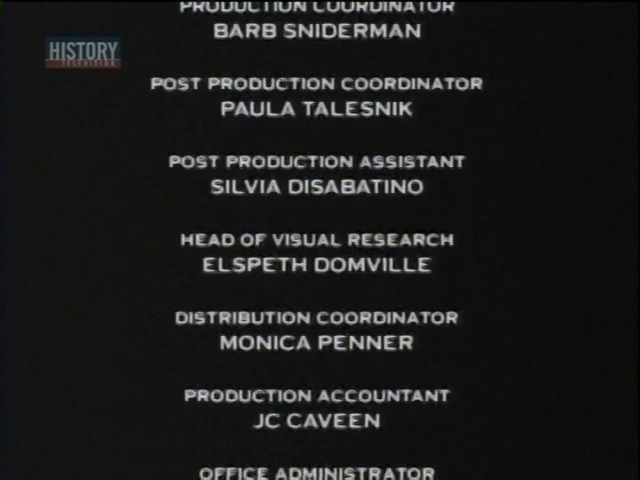 PRODUCTION COORDINATOR
BARB SNIDERMAN
HISTORY
TELEVISION
POST PRODUCTION COORDINATOR
PAULA TALESNIK
POST PRODUCTION ASSISTANT
SILVIA DISABATINO
HEAD OF VISUAL RESEARCH
ELSPETH DOMVILLE
DISTRIBUTION COORDINATOR
MONICA PENNER
PRODUCTION ACCOUNTANT
JC CAVEEN
OFFICE ADMINISTRATOR